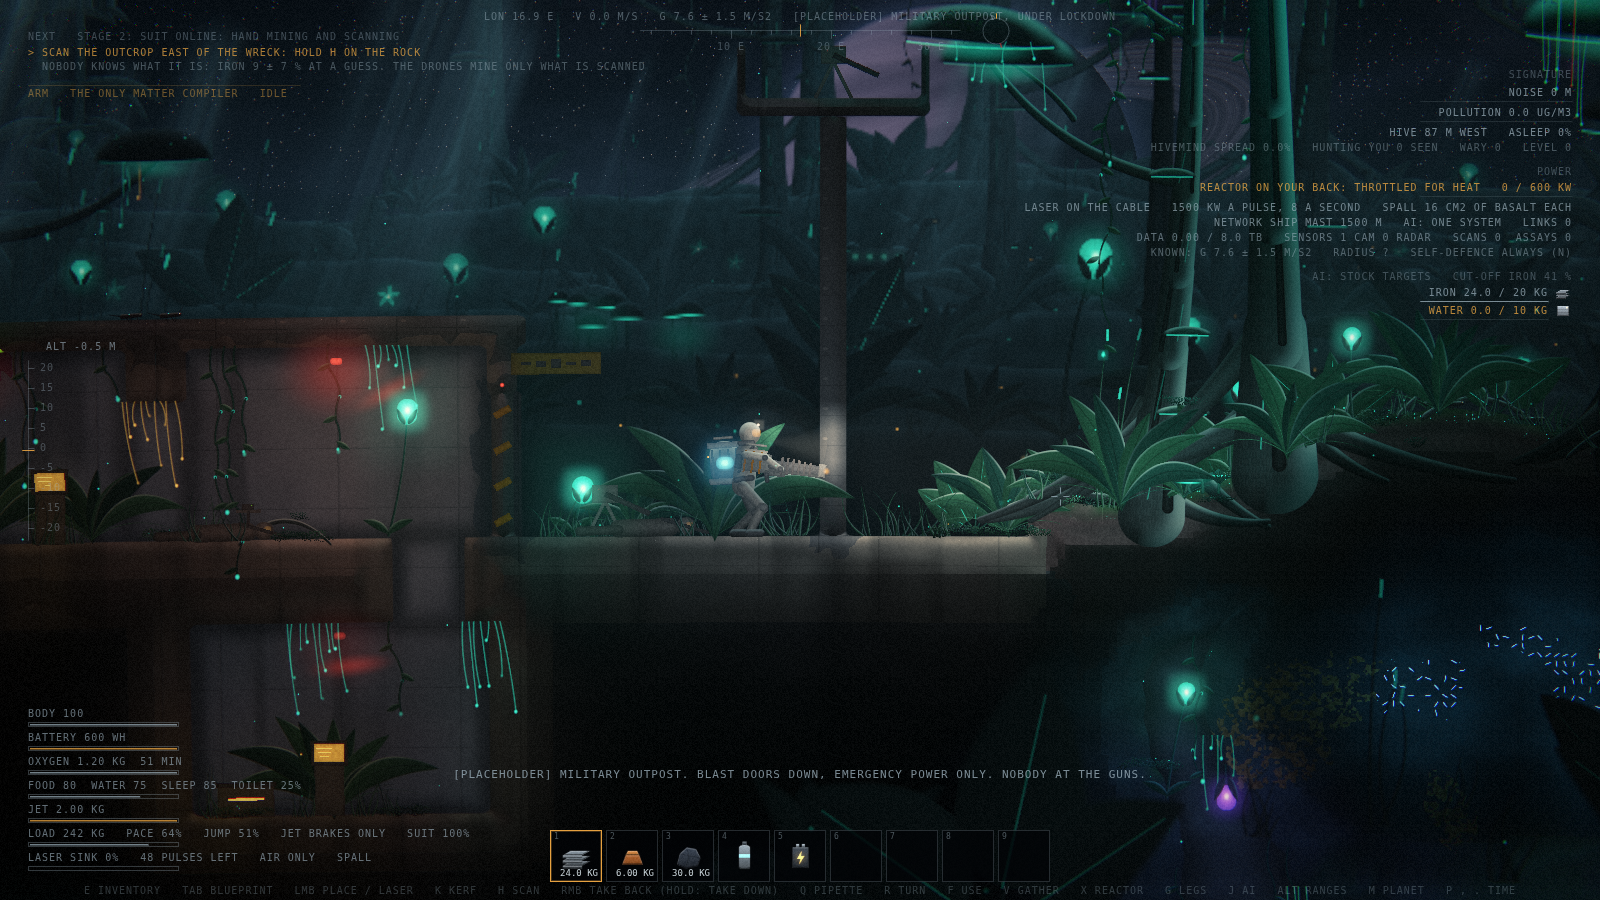 LON 16.9 E   V 0.0 M/S   G 7.6 ± 1.5 M/S2   [PLACEHOLDER] MILITARY OUTPOST, UNDER LOCKDOWN
10 E   20 E
NEXT   STAGE 2: SUIT ONLINE: HAND MINING AND SCANNING
> SCAN THE OUTCROP EAST OF THE WRECK: HOLD H ON THE ROCK
NOBODY KNOWS WHAT IT IS: IRON 9 ± 7 % AT A GUESS. THE DRONES MINE ONLY WHAT IS SCANNED
ARM   THE ONLY MATTER COMPILER   IDLE
SIGNATURE
NOISE 0 M
POLLUTION 0.0 UG/M3
HIVE 87 M WEST   ASLEEP 0%
HIVEMIND SPREAD 0.0%   HUNTING YOU 0 SEEN   WARY 0   LEVEL 0
POWER
REACTOR ON YOUR BACK: THROTTLED FOR HEAT   0 / 600 KW
LASER ON THE CABLE   1500 KW A PULSE, 8 A SECOND   SPALL 16 CM2 OF BASALT EACH
NETWORK SHIP MAST 1500 M   AI: ONE SYSTEM   LINKS 0
DATA 0.00 / 8.0 TB   SENSORS 1 CAM 0 RADAR   SCANS 0   ASSAYS 0
KNOWN: G 7.6 ± 1.5 M/S2   RADIUS ?   SELF-DEFENCE ALWAYS (N)
AI: STOCK TARGETS   CUT-OFF IRON 41 %
IRON 24.0 / 20 KG
WATER 0.0 / 10 KG
ALT -0.5 M
20
15
10
5
0
-5
-15
-20
[PLACEHOLDER] MILITARY OUTPOST. BLAST DOORS DOWN, EMERGENCY POWER ONLY. NOBODY AT THE GUNS.
BODY 100
BATTERY 600 WH
OXYGEN 1.20 KG   51 MIN
FOOD 80   WATER 75   SLEEP 85   TOILET 25%
JET 2.00 KG
LOAD 242 KG   PACE 64%   JUMP 51%   JET BRAKES ONLY   SUIT 100%
LASER SINK 0%   48 PULSES LEFT   AIR ONLY   SPALL
1 2 3 4 5 6 7 8 9
24.0 KG   6.00 KG   30.0 KG
E INVENTORY   TAB BLUEPRINT   LMB PLACE / LASER   K KERF   H SCAN   RMB TAKE BACK (HOLD: TAKE DOWN)   Q PIPETTE   R TURN   F USE   V GATHER   X REACTOR   G LEGS   J AI   ALT RANGES   M PLANET   P , . TIME